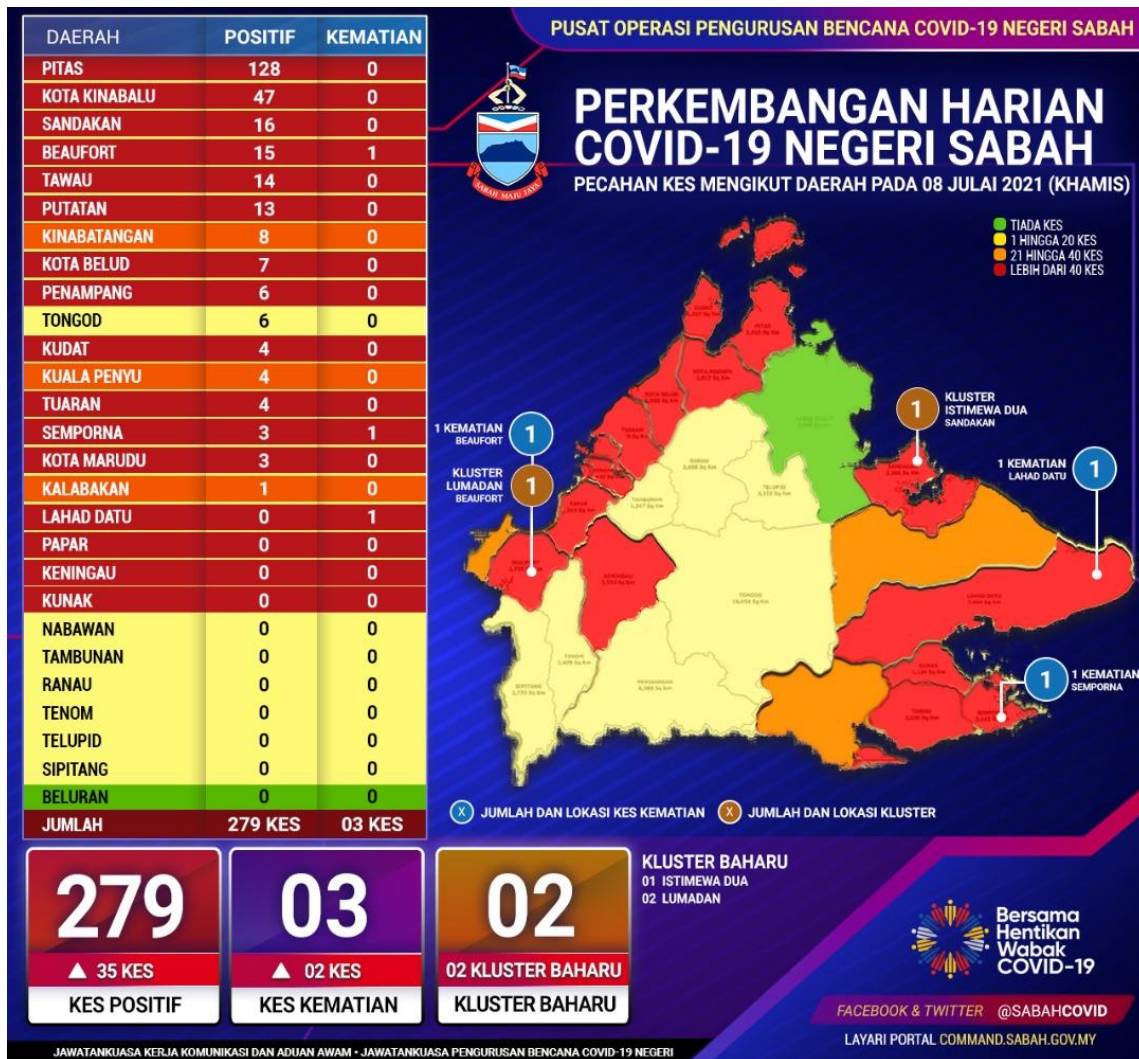 PUSAT OPERASI PENGURUSAN BENCANA COVID-19 NEGERI SABAH
PERKEMBANGAN HARIAN
COVID-19 NEGERI SABAH
PECAHAN KES MENGIKUT DAERAH PADA 08 JULAI 2021 (KHAMIS)
SABAH MAJU JAYA
DAERAH POSITIF KEMATIAN
PITAS 128 0
KOTA KINABALU 47 0
SANDAKAN 16 0
BEAUFORT 15 1
TAWAU 14 0
PUTATAN 13 0
KINABATANGAN 8 0
KOTA BELUD 7 0
PENAMPANG 6 0
TONGOD 6 0
KUDAT 4 0
KUALA PENYU 4 0
TUARAN 4 0
SEMPORNA 3 1
KOTA MARUDU 3 0
KALABAKAN 1 0
LAHAD DATU 0 1
PAPAR 0 0
KENINGAU 0 0
KUNAK 0 0
NABAWAN 0 0
TAMBUNAN 0 0
RANAU 0 0
TENOM 0 0
TELUPID 0 0
SIPITANG 0 0
BELURAN 0 0
JUMLAH 279 KES 03 KES
TIADA KES
1 HINGGA 20 KES
21 HINGGA 40 KES
LEBIH DARI 40 KES
1 KEMATIAN
BEAUFORT
1
KLUSTER
LUMADAN
BEAUFORT
1
1
KLUSTER
ISTIMEWA DUA
SANDAKAN
1 KEMATIAN
LAHAD DATU
1
1
1 KEMATIAN
SEMPORNA
X JUMLAH DAN LOKASI KES KEMATIAN
X JUMLAH DAN LOKASI KLUSTER
279
▲ 35 KES
KES POSITIF
03
▲ 02 KES
KES KEMATIAN
02
02 KLUSTER BAHARU
KLUSTER BAHARU
KLUSTER BAHARU
01 ISTIMEWA DUA
02 LUMADAN
Bersama
Hentikan
Wabak
COVID-19
FACEBOOK & TWITTER @SABAHCOVID
LAYARI PORTAL COMMAND.SABAH.GOV.MY
JAWATANKUASA KERJA KOMUNIKASI DAN ADUAN AWAM • JAWATANKUASA PENGURUSAN BENCANA COVID-19 NEGERI